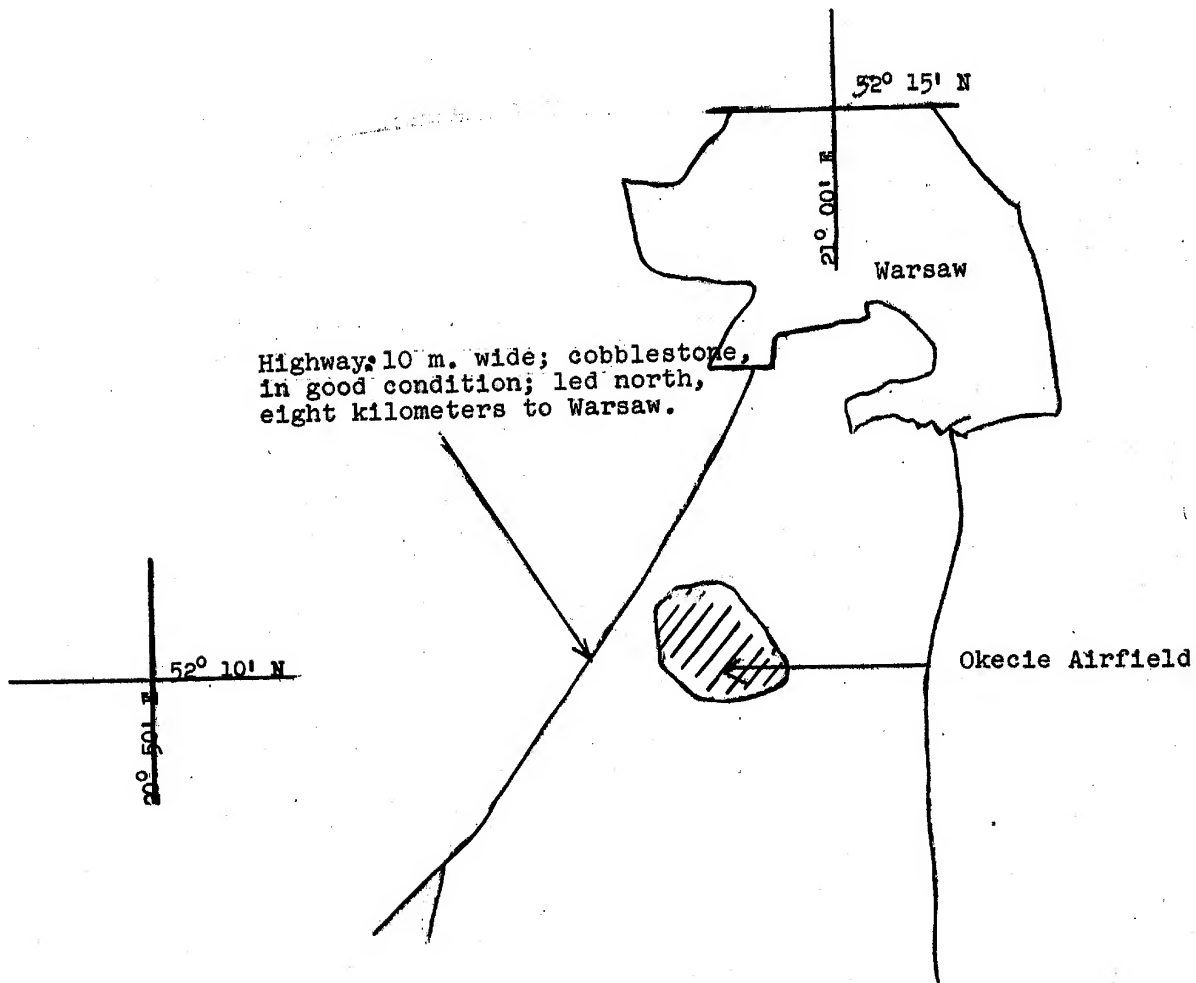 52° 15' N
21° 00' E
Warsaw
Highway: 10 m. wide; cobblestone,
in good condition; led north,
eight kilometers to Warsaw.
52° 10' N
20° 50' E
Okecie Airfield